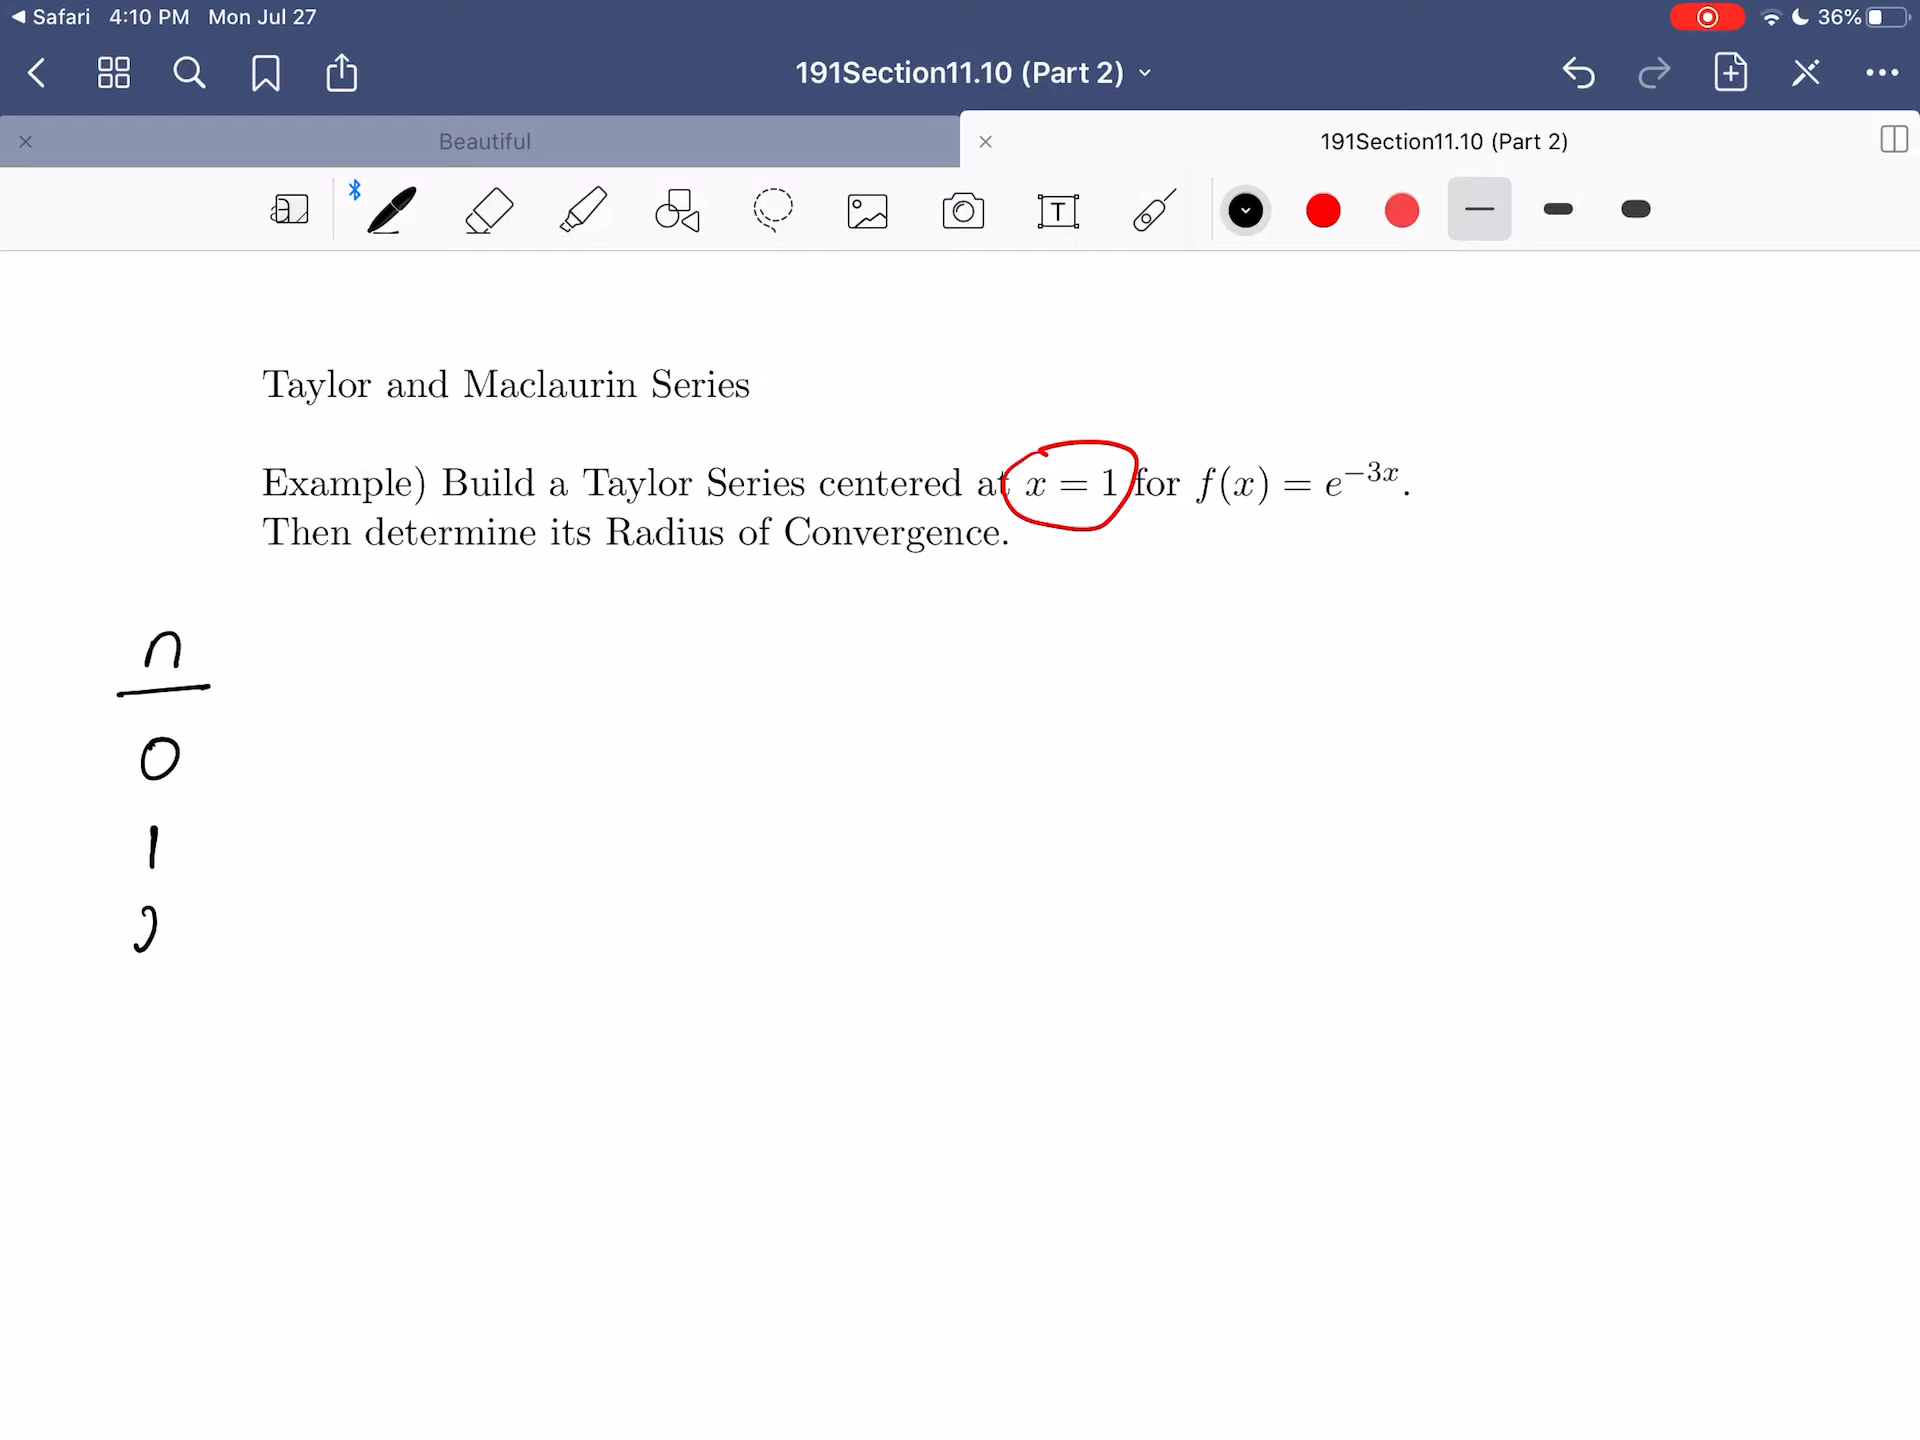 Safari 4:10 PM Mon Jul 27 36%
191Section11.10 (Part 2)
Beautiful
191Section11.10 (Part 2)
a T
Taylor and Maclaurin Series
Example) Build a Taylor Series centered at x = 1 for f(x) = e^{-3x}.
Then determine its Radius of Convergence.
n
0
1